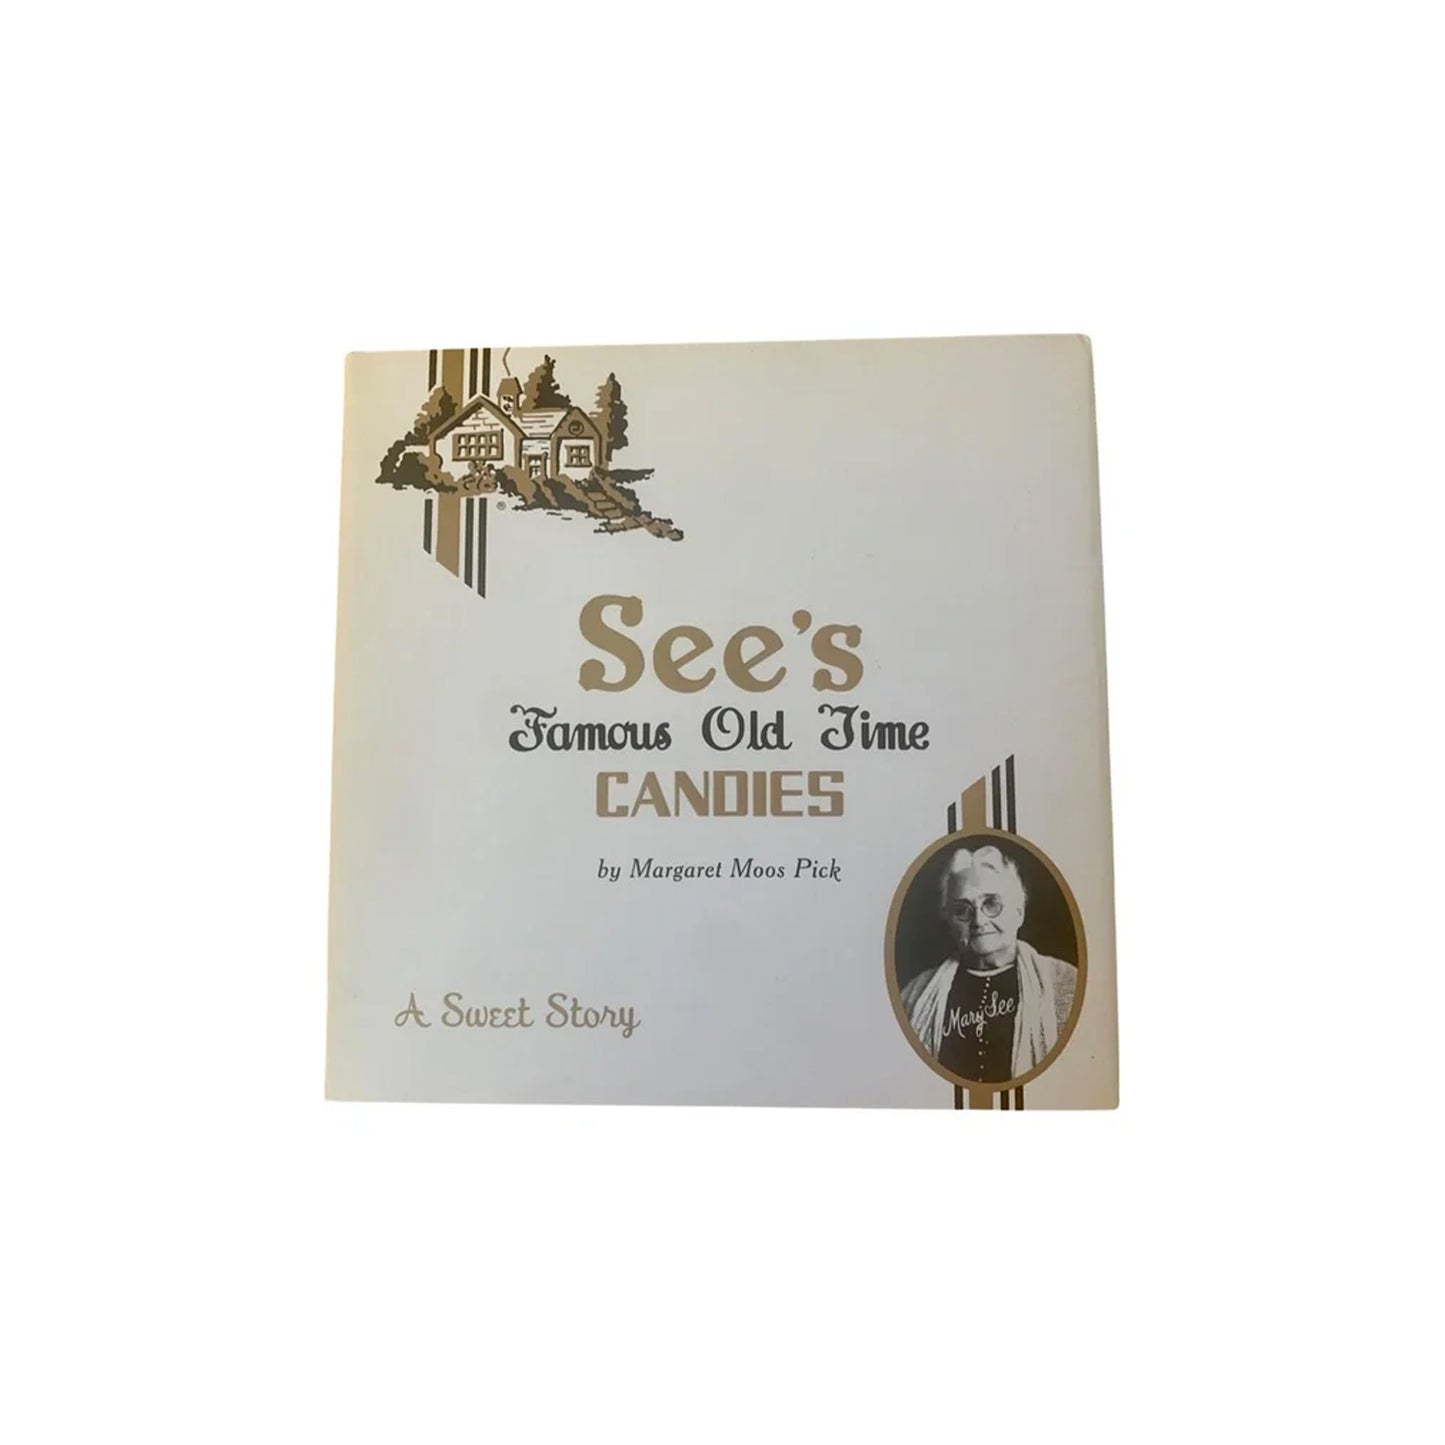 ®
See's
Famous Old Time
CANDIES
by Margaret Moos Pick
Mary See
A Sweet Story